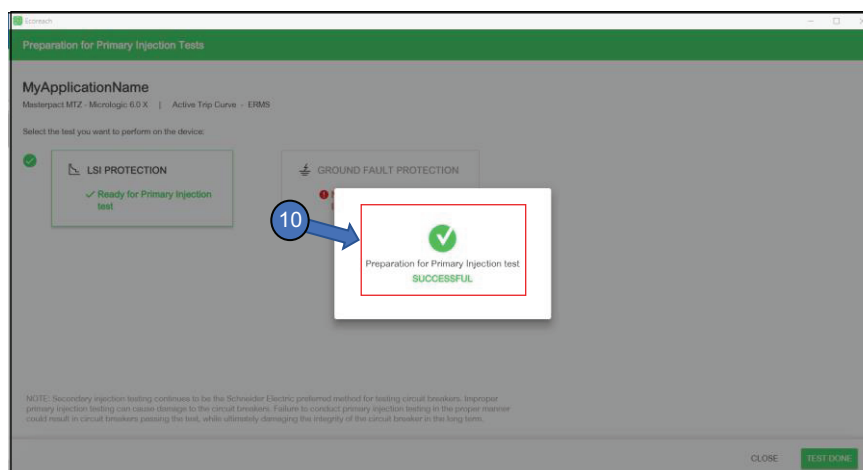 Ecoreach
Preparation for Primary Injection Tests
MyApplicationName
Masterpact MTZ - Micrologic 6.0 X | Active Trip Curve - ERMS
Select the test you want to perform on the device:
LSI PROTECTION
Ready for Primary Injection
test
GROUND FAULT PROTECTION
10
Preparation for Primary Injection test
SUCCESSFUL
NOTE: Secondary injection testing continues to be the Schneider Electric preferred method for testing circuit breakers. Improper
primary injection testing can cause damage to the circuit breakers. Failure to conduct primary injection testing in the proper manner
could result in circuit breakers passing the test, while ultimately damaging the integrity of the circuit breaker in the long term.
CLOSE
TEST DONE